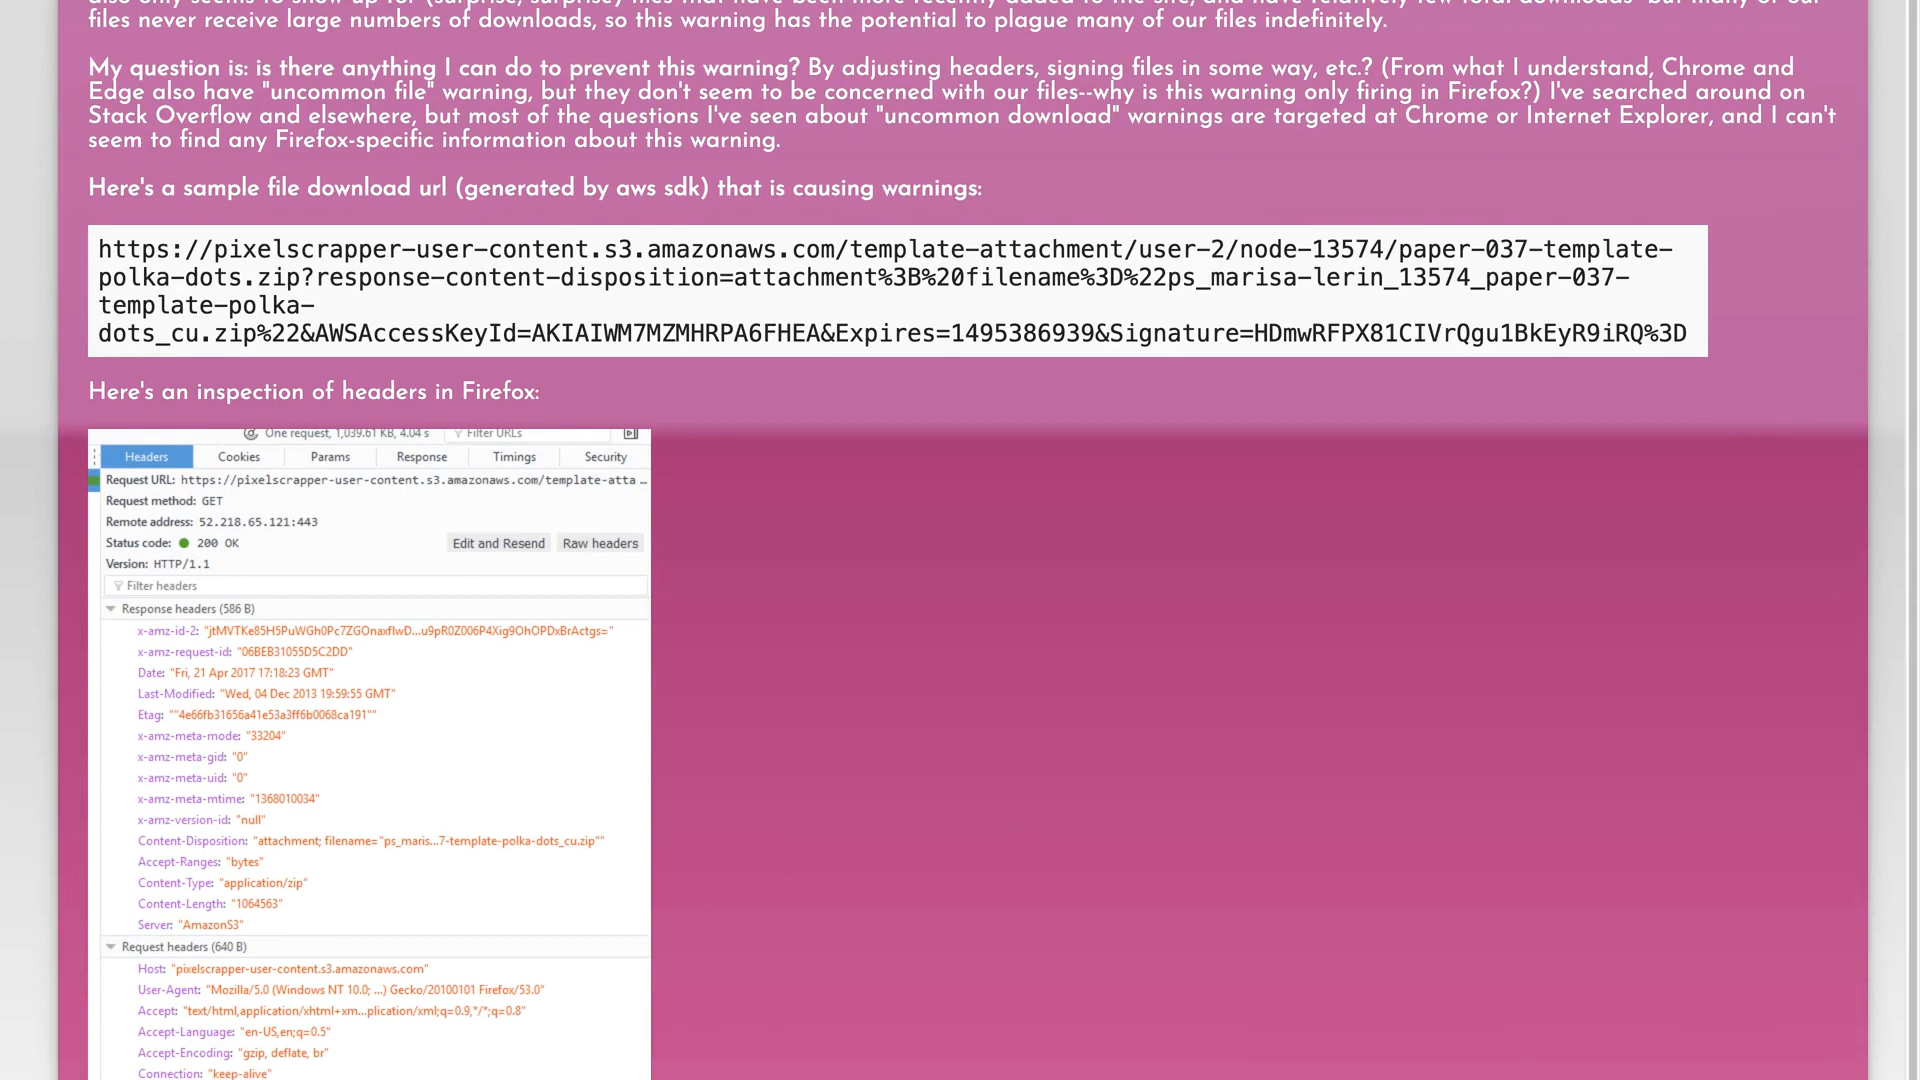 files never receive large numbers of downloads, so this warning has the potential to plague many of our files indefinitely.
My question is: is there anything I can do to prevent this warning? By adjusting headers, signing files in some way, etc.? (From what I understand, Chrome and
Edge also have "uncommon file" warning, but they don't seem to be concerned with our files--why is this warning only firing in Firefox?) I've searched around on
Stack Overflow and elsewhere, but most of the questions I've seen about "uncommon download" warnings are targeted at Chrome or Internet Explorer, and I can't
seem to find any Firefox-specific information about this warning.
Here's a sample file download url (generated by aws sdk) that is causing warnings:
https://pixelscrapper-user-content.s3.amazonaws.com/template-attachment/user-2/node-13574/paper-037-template-
polka-dots.zip?response-content-disposition=attachment%3B%20filename%3D%22ps_marisa-lerin_13574_paper-037-
template-polka-
dots_cu.zip%22&AWSAccessKeyId=AKIAIWM7MZMHRPA6FHEA&Expires=1495386939&Signature=HDmwRFPX81CIVrQgu1BkEyR9iRQ%3D
Here's an inspection of headers in Firefox:
One request, 1,039.61 KB, 4.04 s Filter URLs
Headers Cookies Params Response Timings Security
Request URL: https://pixelscrapper-user-content.s3.amazonaws.com/template-atta ...
Request method: GET
Remote address: 52.218.65.121:443
Status code: 200 OK Edit and Resend Raw headers
Version: HTTP/1.1
Filter headers
Response headers (586 B)
x-amz-id-2: "jtMVTKe85H5PuWGh0Pc7ZGOnaxflwD...u9pR0Z006P4Xig9OhOPDxBrActgs="
x-amz-request-id: "06BEB31055D5C2DD"
Date: "Fri, 21 Apr 2017 17:18:23 GMT"
Last-Modified: "Wed, 04 Dec 2013 19:59:55 GMT"
Etag: ""4e66fb31656a41e53a3ff6b0068ca191""
x-amz-meta-mode: "33204"
x-amz-meta-gid: "0"
x-amz-meta-uid: "0"
x-amz-meta-mtime: "1368010034"
x-amz-version-id: "null"
Content-Disposition: "attachment; filename="ps_maris...7-template-polka-dots_cu.zip""
Accept-Ranges: "bytes"
Content-Type: "application/zip"
Content-Length: "1064563"
Server: "AmazonS3"
Request headers (640 B)
Host: "pixelscrapper-user-content.s3.amazonaws.com"
User-Agent: "Mozilla/5.0 (Windows NT 10.0; ...) Gecko/20100101 Firefox/53.0"
Accept: "text/html,application/xhtml+xm...plication/xml;q=0.9,*/*;q=0.8"
Accept-Language: "en-US,en;q=0.5"
Accept-Encoding: "gzip, deflate, br"
Connection: "keep-alive"